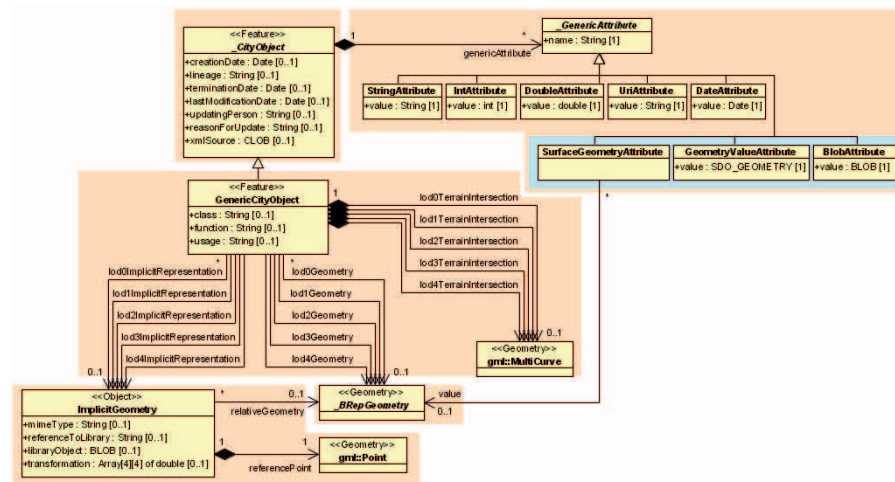 <<Feature>>
_CityObject
+creationDate : Date [0..1]
+lineage : String [0..1]
+terminationDate : Date [0..1]
+lastModificationDate : Date [0..1]
+updatingPerson : String [0..1]
+reasonForUpdate : String [0..1]
+xmlSource : CLOB [0..1]
1
*
genericAttribute
_GenericAttribute
+name : String [1]
StringAttribute
+value : String [1]
IntAttribute
+value : int [1]
DoubleAttribute
+value : double [1]
UriAttribute
+value : String [1]
DateAttribute
+value : Date [1]
SurfaceGeometryAttribute
GeometryValueAttribute
+value : SDO_GEOMETRY [1]
BlobAttribute
+value : BLOB [1]
<<Feature>>
GenericCityObject
+class : String [0..1]
+function : String [0..1]
+usage : String [0..1]
1
*
lod0TerrainIntersection
lod1TerrainIntersection
lod2TerrainIntersection
lod3TerrainIntersection
lod4TerrainIntersection
*
*
lod0ImplicitRepresentation
lod1ImplicitRepresentation
lod2ImplicitRepresentation
lod3ImplicitRepresentation
lod4ImplicitRepresentation
lod0Geometry
lod1Geometry
lod2Geometry
lod3Geometry
lod4Geometry
0..1
0..1
0..1
<<Geometry>>
gml::MultiCurve
<<Object>>
ImplicitGeometry
+mimeType : String [0..1]
+referenceToLibrary : String [0..1]
+libraryObject : BLOB [0..1]
+transformation : Array[4][4] of double [0..1]
*
0..1
relativeGeometry
<<Geometry>>
_BRepGeometry
value
0..1
1
1
referencePoint
<<Geometry>>
gml::Point